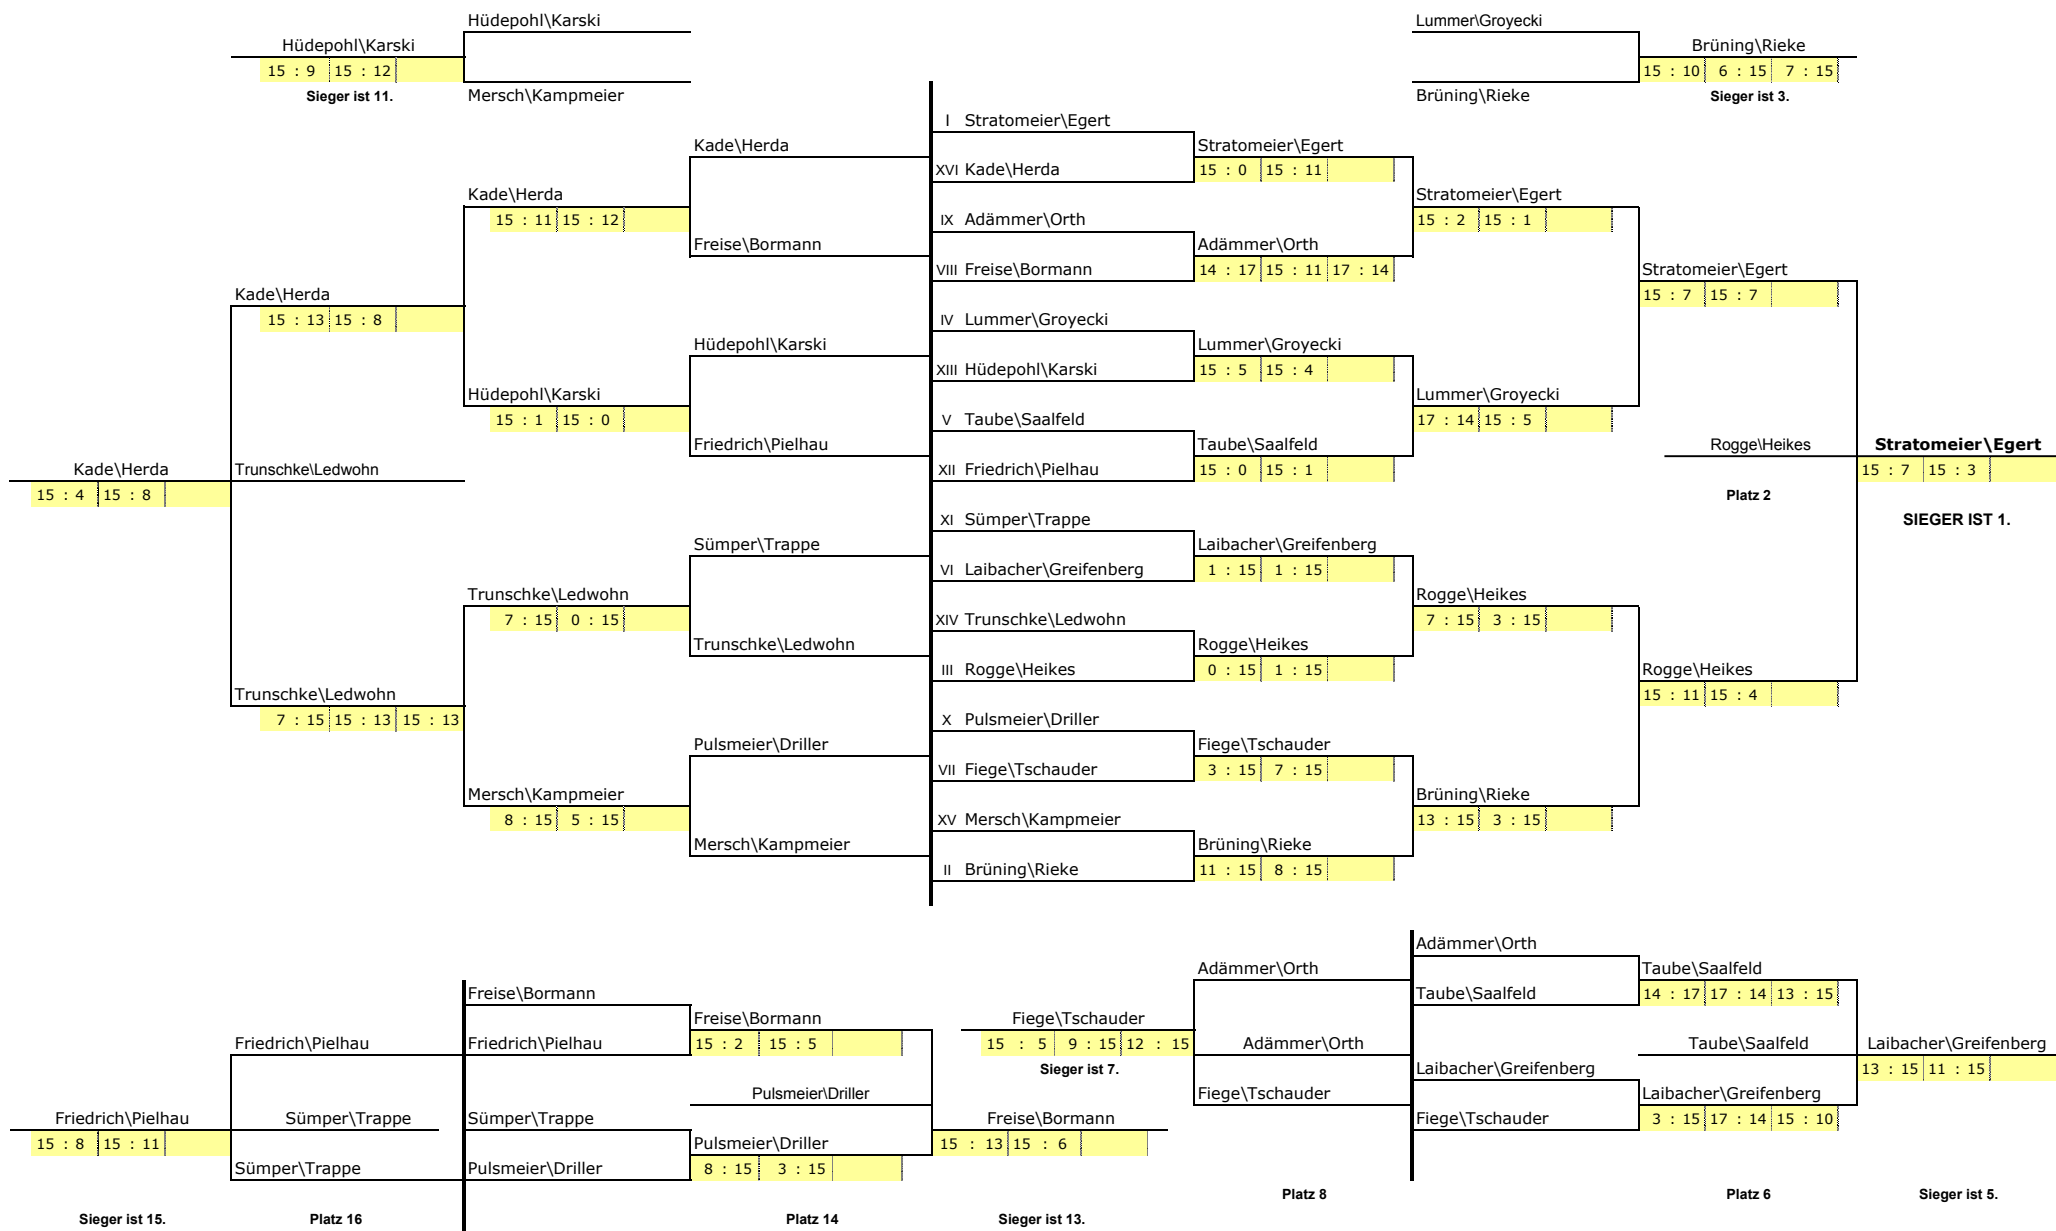 Hüdepohl\Karski Lummer\Groyecki
Hüdepohl\Karski Brüning\Rieke
15 : 9 15 : 12 15 : 10 6 : 15 7 : 15
Sieger ist 11. Mersch\Kampmeier Brüning\Rieke Sieger ist 3.
I Stratomeier\Egert
Kade\Herda Stratomeier\Egert
XVI Kade\Herda 15 : 0 15 : 11
Kade\Herda Stratomeier\Egert
15 : 11 15 : 12 IX Adämmer\Orth 15 : 2 15 : 1
Freise\Bormann Adämmer\Orth
VIII Freise\Bormann 14 : 17 15 : 11 17 : 14 Stratomeier\Egert
Kade\Herda 15 : 7 15 : 7
15 : 13 15 : 8 IV Lummer\Groyecki
Hüdepohl\Karski Lummer\Groyecki
XIII Hüdepohl\Karski 15 : 5 15 : 4
Hüdepohl\Karski Lummer\Groyecki
15 : 1 15 : 0 V Taube\Saalfeld 17 : 14 15 : 5
Friedrich\Pielhau Taube\Saalfeld Rogge\Heikes Stratomeier\Egert
Kade\Herda Trunschke\Ledwohn XII Friedrich\Pielhau 15 : 0 15 : 1 15 : 7 15 : 3
15 : 4 15 : 8 Platz 2
XI Sümper\Trappe SIEGER IST 1.
Sümper\Trappe Laibacher\Greifenberg
VI Laibacher\Greifenberg 1 : 15 1 : 15
Trunschke\Ledwohn Rogge\Heikes
7 : 15 0 : 15 XIV Trunschke\Ledwohn 7 : 15 3 : 15
Trunschke\Ledwohn Rogge\Heikes
III Rogge\Heikes 0 : 15 1 : 15 Rogge\Heikes
Trunschke\Ledwohn 15 : 11 15 : 4
7 : 15 15 : 13 15 : 13 X Pulsmeier\Driller
Pulsmeier\Driller Fiege\Tschauder
VII Fiege\Tschauder 3 : 15 7 : 15
Mersch\Kampmeier Brüning\Rieke
8 : 15 5 : 15 XV Mersch\Kampmeier 13 : 15 3 : 15
Mersch\Kampmeier Brüning\Rieke
II Brüning\Rieke 11 : 15 8 : 15
Adämmer\Orth
Adämmer\Orth Taube\Saalfeld
Freise\Bormann Taube\Saalfeld 14 : 17 17 : 14 13 : 15
Freise\Bormann Fiege\Tschauder
Friedrich\Pielhau Friedrich\Pielhau 15 : 2 15 : 5 15 : 5 9 : 15 12 : 15 Adämmer\Orth Taube\Saalfeld Laibacher\Greifenberg
Sieger ist 7. Laibacher\Greifenberg 13 : 15 11 : 15
Pulsmeier\Driller Fiege\Tschauder Laibacher\Greifenberg
Friedrich\Pielhau Sümper\Trappe Sümper\Trappe Freise\Bormann Fiege\Tschauder 3 : 15 17 : 14 15 : 10
15 : 8 15 : 11 Pulsmeier\Driller 15 : 13 15 : 6
Sümper\Trappe Pulsmeier\Driller 8 : 15 3 : 15
Platz 8 Platz 6 Sieger ist 5.
Sieger ist 15. Platz 16 Platz 14 Sieger ist 13.